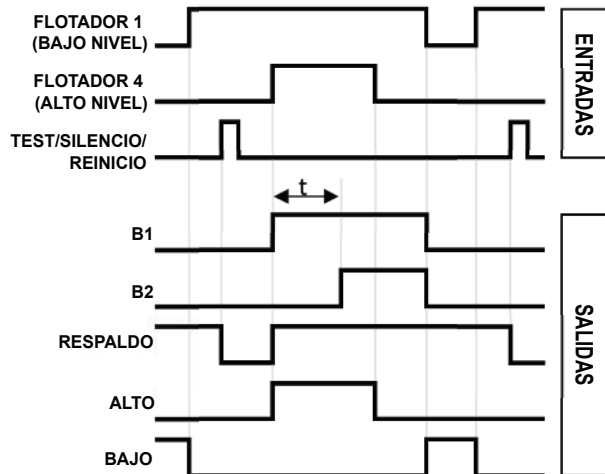 FLOTADOR 1
(BAJO NIVEL)
FLOTADOR 4
(ALTO NIVEL)
TEST/SILENCIO/
REINICIO
ENTRADAS
t
B1
B2
RESPALDO
ALTO
BAJO
SALIDAS